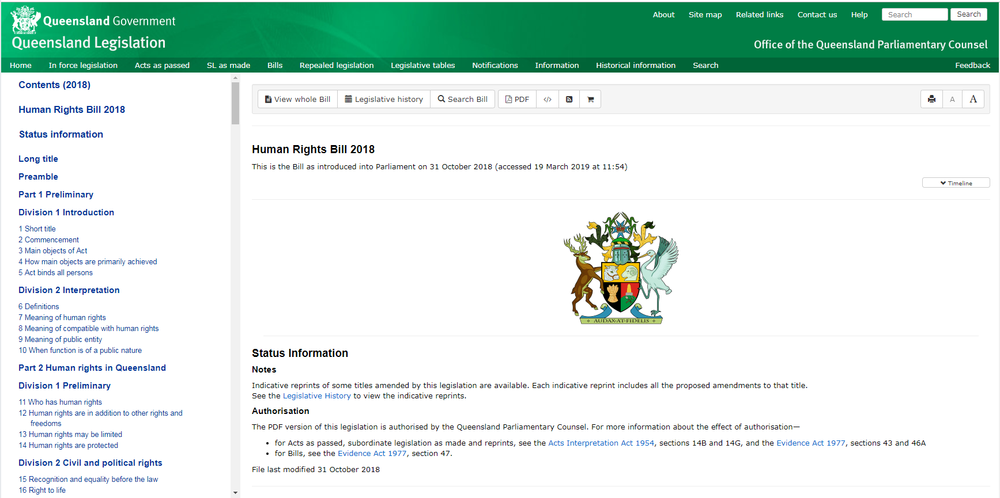 Queensland Government
Queensland Legislation
About Site map Related links Contact us Help Search Search
Office of the Queensland Parliamentary Counsel
Home In force legislation Acts as passed SL as made Bills Repealed legislation Legislative tables Notifications Information Historical information Search Feedback
Contents (2018)
Human Rights Bill 2018
Status information
Long title
Preamble
Part 1 Preliminary
Division 1 Introduction
1 Short title
2 Commencement
3 Main objects of Act
4 How main objects are primarily achieved
5 Act binds all persons
Division 2 Interpretation
6 Definitions
7 Meaning of human rights
8 Meaning of compatible with human rights
9 Meaning of public entity
10 When function is of a public nature
Part 2 Human rights in Queensland
Division 1 Preliminary
11 Who has human rights
12 Human rights are in addition to other rights and
freedoms
13 Human rights may be limited
14 Human rights are protected
Division 2 Civil and political rights
15 Recognition and equality before the law
16 Right to life
View whole Bill Legislative history Search Bill PDF </> A A
Human Rights Bill 2018
This is the Bill as introduced into Parliament on 31 October 2018 (accessed 19 March 2019 at 11:54)
Timeline
AUDAX·AT·FIDELIS
Status Information
Notes
Indicative reprints of some titles amended by this legislation are available. Each indicative reprint includes all the proposed amendments to that title.
See the Legislative History to view the indicative reprints.
Authorisation
The PDF version of this legislation is authorised by the Queensland Parliamentary Counsel. For more information about the effect of authorisation—
• for Acts as passed, subordinate legislation as made and reprints, see the Acts Interpretation Act 1954, sections 14B and 14G, and the Evidence Act 1977, sections 43 and 46A
• for Bills, see the Evidence Act 1977, section 47.
File last modified 31 October 2018